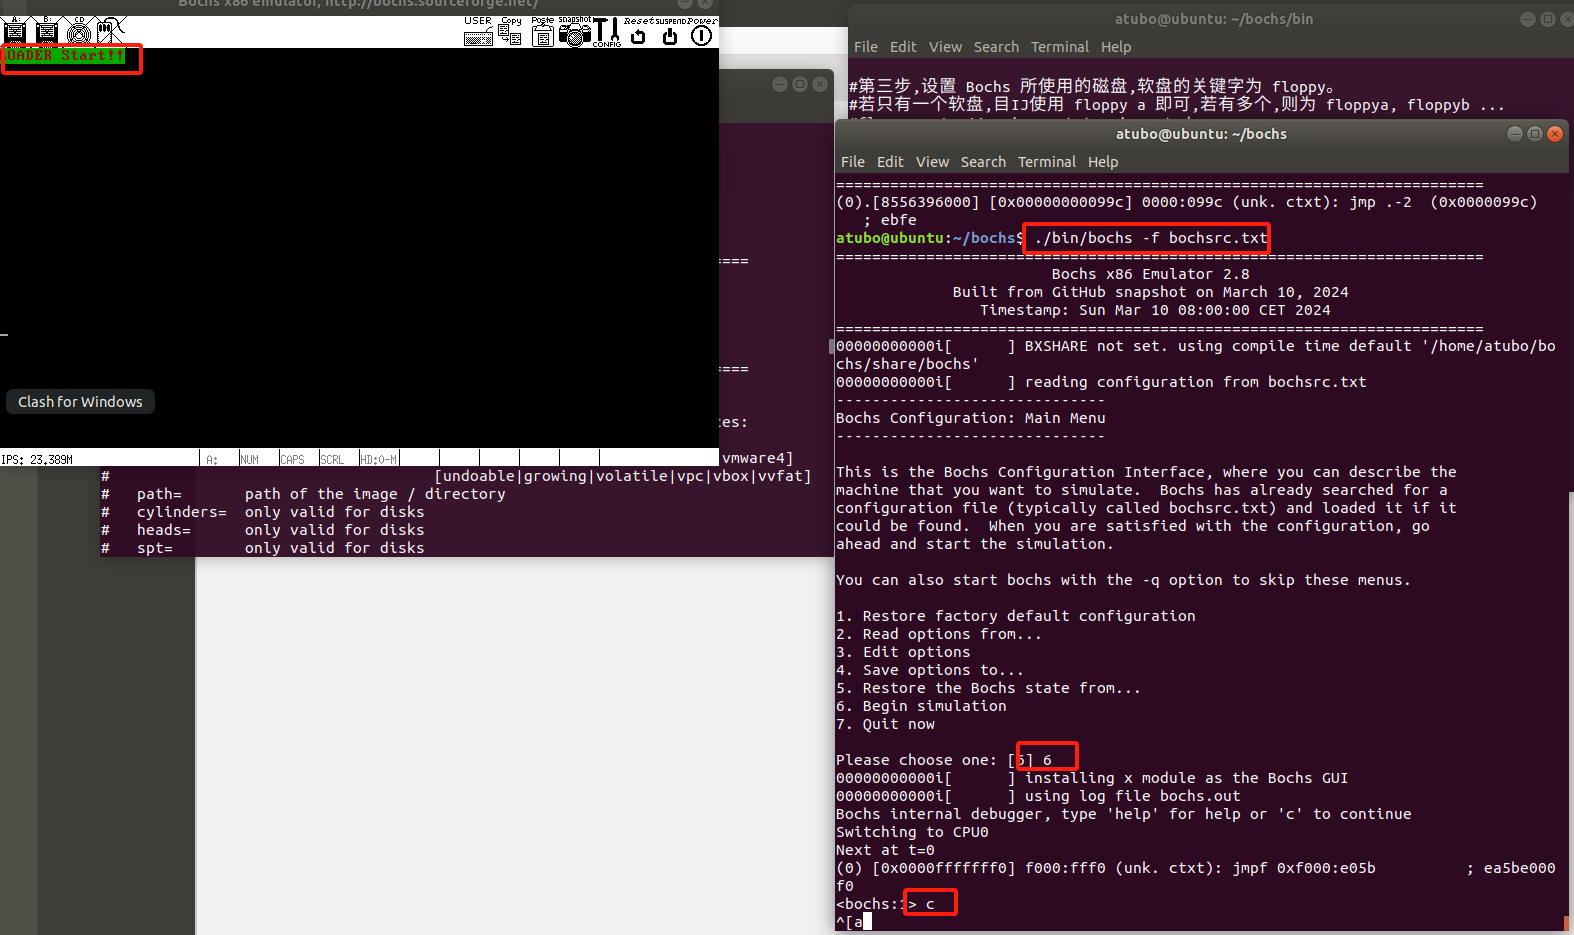 Bochs x86 emulator, http://bochs.sourceforge.net/
A: B: CD
USER Copy Paste snapshot CONFIG Reset SUSPEND Power
LOADER Start!!
Clash for Windows
IPS: 23.389M A: NUM CAPS SCRL HD:0-M
====
====
es:
vmware4]
# [undoable|growing|volatile|vpc|vbox|vvfat]
# path= path of the image / directory
# cylinders= only valid for disks
# heads= only valid for disks
# spt= only valid for disks
atubo@ubuntu: ~/bochs/bin
File Edit View Search Terminal Help
#第三步,设置 Bochs 所使用的磁盘,软盘的关键字为 floppy。
#若只有一个软盘,目IJ使用 floppy a 即可,若有多个,则为 floppya, floppyb ...
atubo@ubuntu: ~/bochs
File Edit View Search Terminal Help
========================================================================
(0).[8556396000] [0x00000000099c] 0000:099c (unk. ctxt): jmp .-2 (0x0000099c)
; ebfe
atubo@ubuntu:~/bochs$ ./bin/bochs -f bochsrc.txt
========================================================================
Bochs x86 Emulator 2.8
Built from GitHub snapshot on March 10, 2024
Timestamp: Sun Mar 10 08:00:00 CET 2024
========================================================================
00000000000i[      ] BXSHARE not set. using compile time default '/home/atubo/bo
chs/share/bochs'
00000000000i[      ] reading configuration from bochsrc.txt
------------------------------
Bochs Configuration: Main Menu
------------------------------
This is the Bochs Configuration Interface, where you can describe the
machine that you want to simulate.  Bochs has already searched for a
configuration file (typically called bochsrc.txt) and loaded it if it
could be found.  When you are satisfied with the configuration, go
ahead and start the simulation.
You can also start bochs with the -q option to skip these menus.
1. Restore factory default configuration
2. Read options from...
3. Edit options
4. Save options to...
5. Restore the Bochs state from...
6. Begin simulation
7. Quit now
Please choose one: [6] 6
00000000000i[      ] installing x module as the Bochs GUI
00000000000i[      ] using log file bochs.out
Bochs internal debugger, type 'help' for help or 'c' to continue
Switching to CPU0
Next at t=0
(0) [0x0000fffffff0] f000:fff0 (unk. ctxt): jmpf 0xf000:e05b          ; ea5be000
f0
<bochs:1> c
^[a